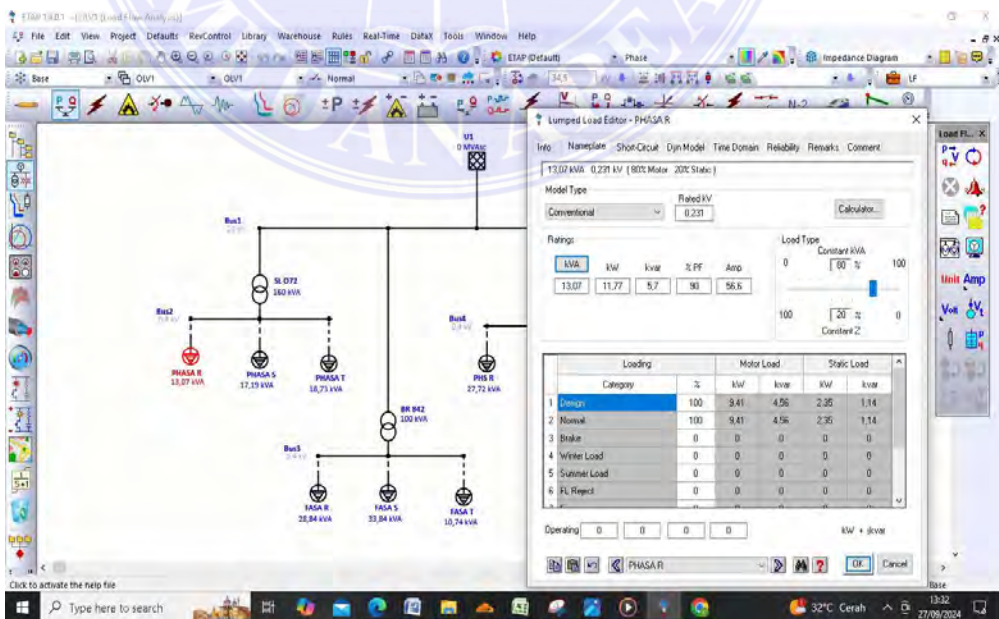 File Edit View Project Defaults RevControl Library Warehouse Rules Real-Time DataX Tools Window Help
ETAP (Default)
Phase
Impedance Diagram
Base
OLV1
OLV1
Normal
34,5
LF
N-2
Load Fl... X
Unit Amp
U1
0 MVAsc
Bus1
SL 072
160 kVA
Bus2
PHASA R
13,07 kVA
PHASA S
17,19 kVA
PHASA T
Bus4
PHS R
27,72 kVA
BR 842
100 kVA
Bus3
FASA R
28,84 kVA
FASA S
33,84 kVA
FASA T
10,74 kVA
Lumped Load Editor - PHASA R
Info Nameplate Short-Circuit Dyn Model Time Domain Reliability Remarks Comment
13,07 kVA 0,231 kV (80% Motor 20% Static)
Model Type
Conventional
Rated kV
0,231
Calculator...
Ratings
kVA kW kvar % PF Amp
13,07 11,77 5,7 90 56,6
Load Type
Constant kVA
0 80 % 100
100 20 % 0
Constant Z
Loading Motor Load Static Load
Category % kW kvar kW kvar
1 Design 100 9,41 4,56 2,35 1,14
2 Normal 100 9,41 4,56 2,35 1,14
3 Brake 0 0 0 0 0
4 Winter Load 0 0 0 0 0
5 Summer Load 0 0 0 0 0
6 FL Reject 0 0 0 0 0
Operating 0 0 0 0 kW + jkvar
PHASA R
OK Cancel
Click to activate the help file
Base
Type here to search
32°C Cerah
13:32
27/09/2024